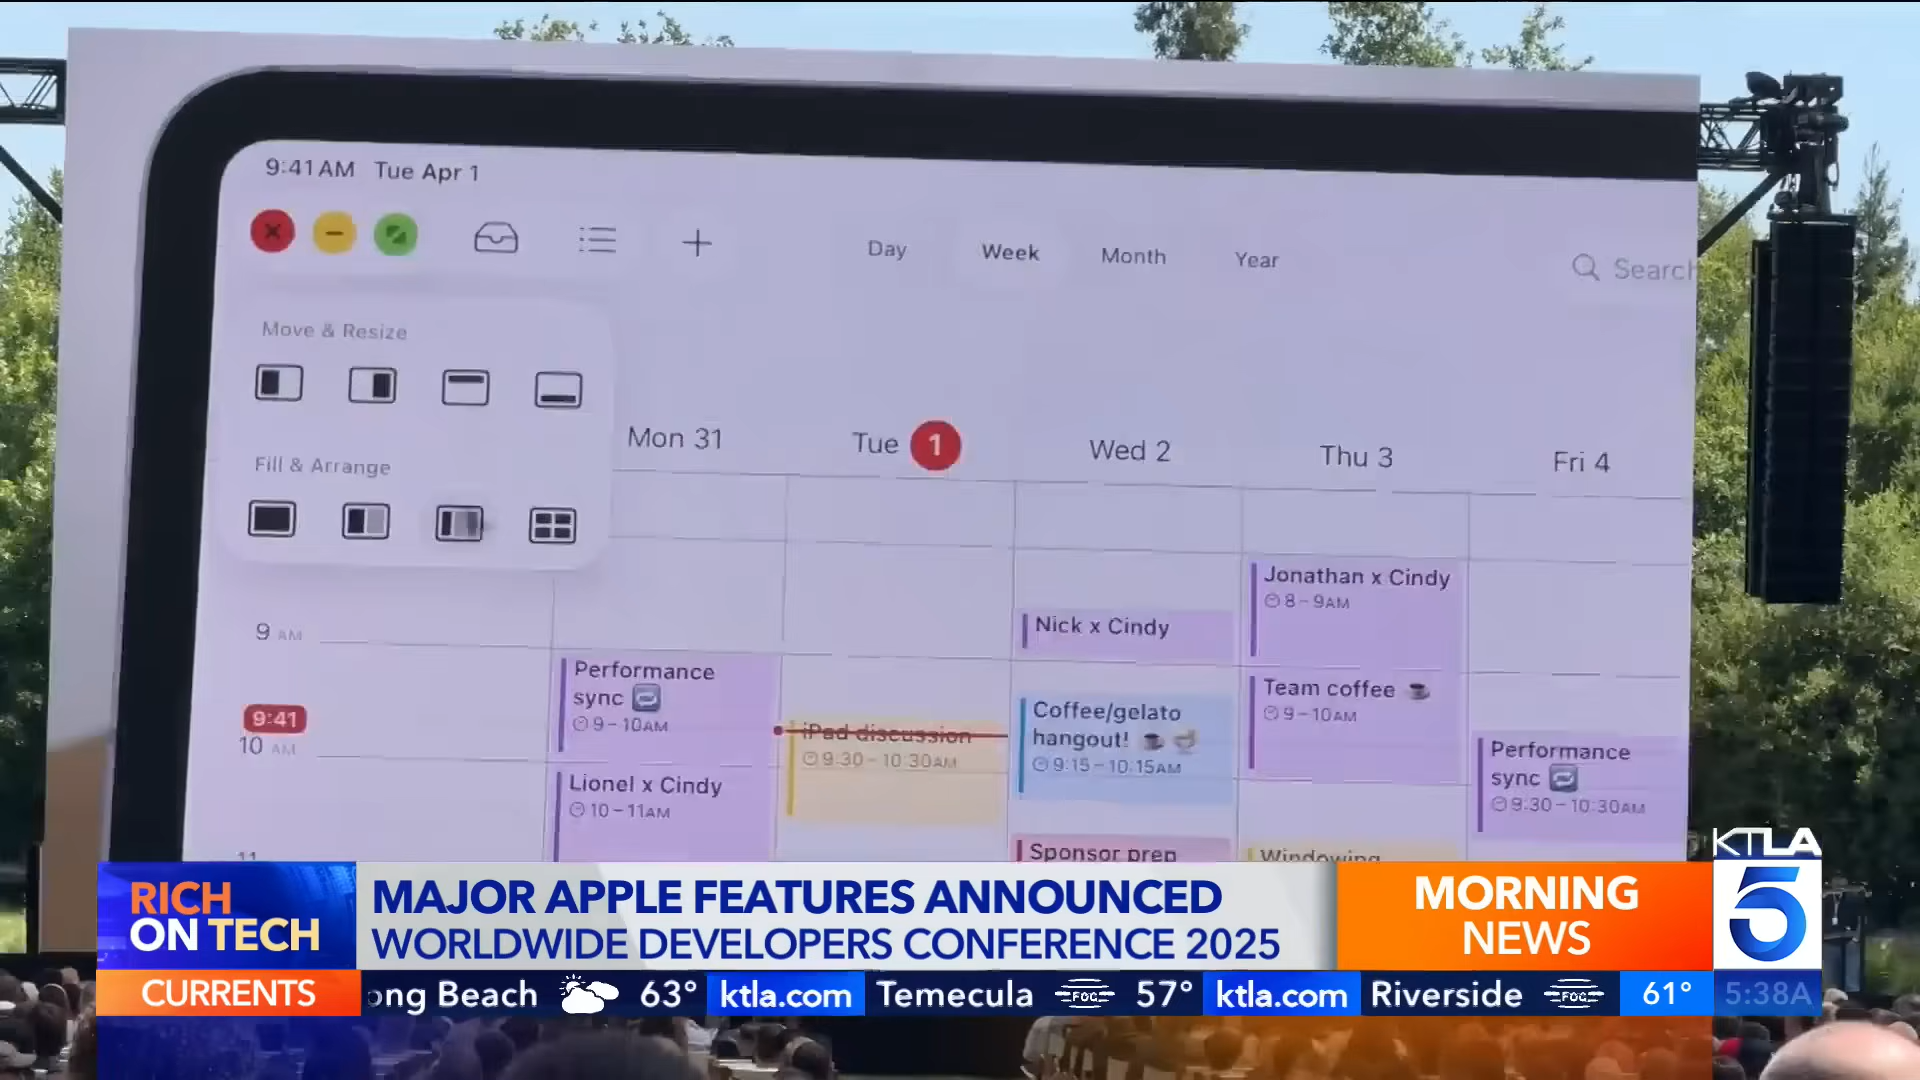 9:41 AM Tue Apr 1
Day Week Month Year Search
Move & Resize
Fill & Arrange
Mon 31 Tue 1 Wed 2 Thu 3 Fri 4
9 AM
9:41
10 AM
11
Performance
sync
9 – 10AM
Lionel x Cindy
10 – 11AM
iPad discussion
9:30 – 10:30AM
Nick x Cindy
Coffee/gelato
hangout!
9:15 – 10:15AM
Sponsor prep
Jonathan x Cindy
8 – 9AM
Team coffee
9 – 10AM
Windowing
Performance
sync
9:30 – 10:30AM
RICH
ON TECH
MAJOR APPLE FEATURES ANNOUNCED
WORLDWIDE DEVELOPERS CONFERENCE 2025
MORNING
NEWS
KTLA
5
CURRENTS
ong Beach 63° ktla.com Temecula FOG 57° ktla.com Riverside FOG 61° 5:38A